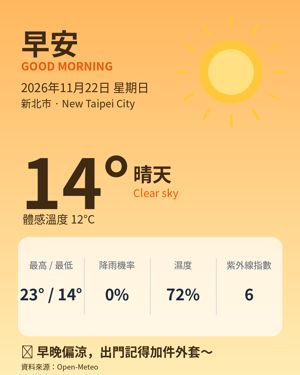 早安
GOOD MORNING
2026年11月22日 星期日
新北市 · New Taipei City
14°
晴天
Clear sky
體感溫度 12°C
最高 / 最低
降雨機率
濕度
紫外線指數
23° / 14°
0%
72%
6
早晚偏涼，出門記得加件外套～
資料來源：Open-Meteo